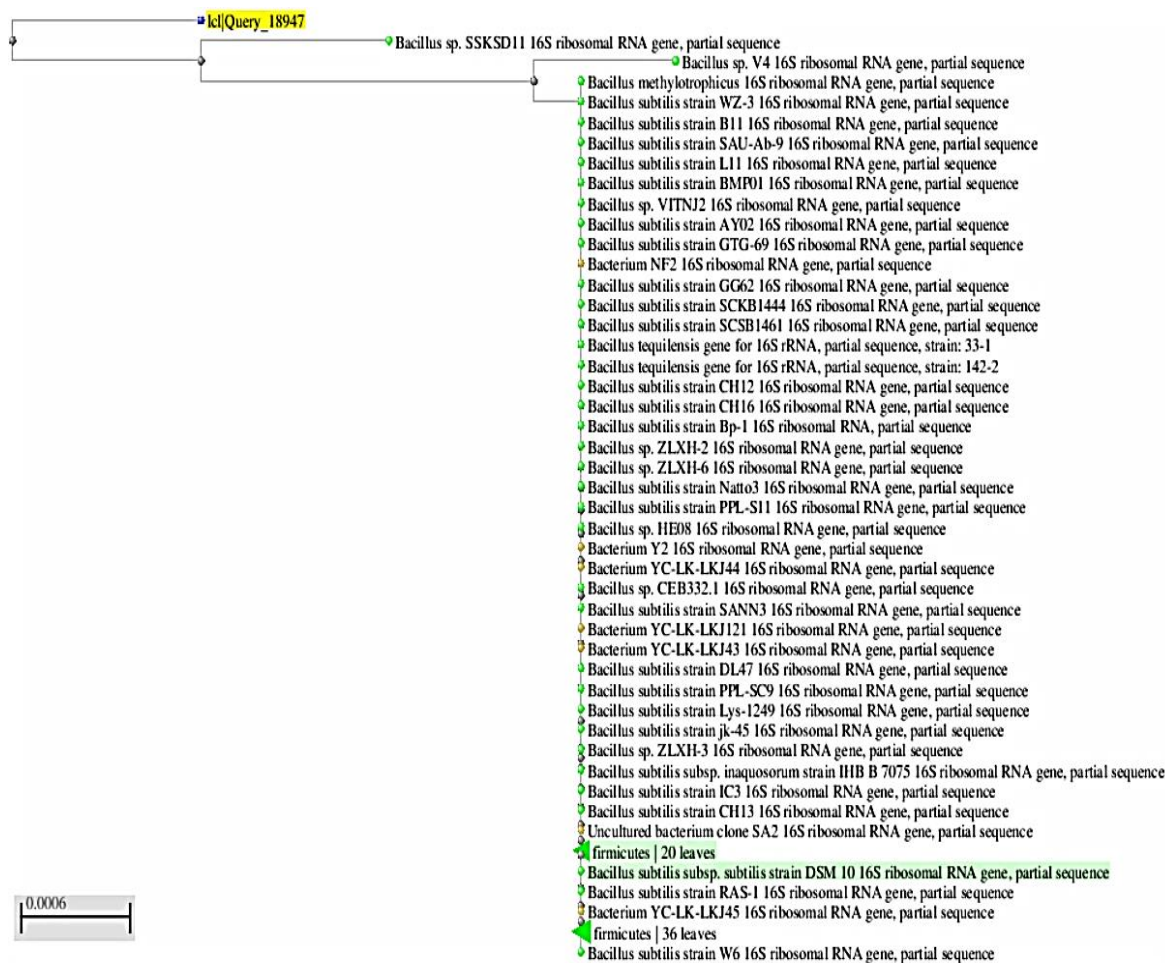 lcl|Query_18947
Bacillus sp. SSKSD11 16S ribosomal RNA gene, partial sequence
Bacillus sp. V4 16S ribosomal RNA gene, partial sequence
Bacillus methylotrophicus 16S ribosomal RNA gene, partial sequence
Bacillus subtilis strain WZ-3 16S ribosomal RNA gene, partial sequence
Bacillus subtilis strain B11 16S ribosomal RNA gene, partial sequence
Bacillus subtilis strain SAU-Ab-9 16S ribosomal RNA gene, partial sequence
Bacillus subtilis strain L11 16S ribosomal RNA gene, partial sequence
Bacillus subtilis strain BMP01 16S ribosomal RNA gene, partial sequence
Bacillus sp. VITNJ2 16S ribosomal RNA gene, partial sequence
Bacillus subtilis strain AY02 16S ribosomal RNA gene, partial sequence
Bacillus subtilis strain GTG-69 16S ribosomal RNA gene, partial sequence
Bacterium NF2 16S ribosomal RNA gene, partial sequence
Bacillus subtilis strain GG62 16S ribosomal RNA gene, partial sequence
Bacillus subtilis strain SCKB1444 16S ribosomal RNA gene, partial sequence
Bacillus subtilis strain SCSB1461 16S ribosomal RNA gene, partial sequence
Bacillus tequilensis gene for 16S rRNA, partial sequence, strain: 33-1
Bacillus tequilensis gene for 16S rRNA, partial sequence, strain: 142-2
Bacillus subtilis strain CH12 16S ribosomal RNA gene, partial sequence
Bacillus subtilis strain CH16 16S ribosomal RNA gene, partial sequence
Bacillus subtilis strain Bp-1 16S ribosomal RNA, partial sequence
Bacillus sp. ZLXH-2 16S ribosomal RNA gene, partial sequence
Bacillus sp. ZLXH-6 16S ribosomal RNA gene, partial sequence
Bacillus subtilis strain Natto3 16S ribosomal RNA gene, partial sequence
Bacillus subtilis strain PPL-S11 16S ribosomal RNA gene, partial sequence
Bacillus sp. HE08 16S ribosomal RNA gene, partial sequence
Bacterium Y2 16S ribosomal RNA gene, partial sequence
Bacterium YC-LK-LKJ44 16S ribosomal RNA gene, partial sequence
Bacillus sp. CEB332.1 16S ribosomal RNA gene, partial sequence
Bacillus subtilis strain SANN3 16S ribosomal RNA gene, partial sequence
Bacterium YC-LK-LKJ121 16S ribosomal RNA gene, partial sequence
Bacterium YC-LK-LKJ43 16S ribosomal RNA gene, partial sequence
Bacillus subtilis strain DL47 16S ribosomal RNA gene, partial sequence
Bacillus subtilis strain PPL-SC9 16S ribosomal RNA gene, partial sequence
Bacillus subtilis strain Lys-1249 16S ribosomal RNA gene, partial sequence
Bacillus subtilis strain jk-45 16S ribosomal RNA gene, partial sequence
Bacillus sp. ZLXH-3 16S ribosomal RNA gene, partial sequence
Bacillus subtilis subsp. inaquosorum strain IHB B 7075 16S ribosomal RNA gene, partial sequence
Bacillus subtilis strain IC3 16S ribosomal RNA gene, partial sequence
Bacillus subtilis strain CH13 16S ribosomal RNA gene, partial sequence
Uncultured bacterium clone SA2 16S ribosomal RNA gene, partial sequence
firmicutes | 20 leaves
Bacillus subtilis subsp. subtilis strain DSM 10 16S ribosomal RNA gene, partial sequence
Bacillus subtilis strain RAS-1 16S ribosomal RNA gene, partial sequence
Bacterium YC-LK-LKJ45 16S ribosomal RNA gene, partial sequence
firmicutes | 36 leaves
Bacillus subtilis strain W6 16S ribosomal RNA gene, partial sequence
0.0006